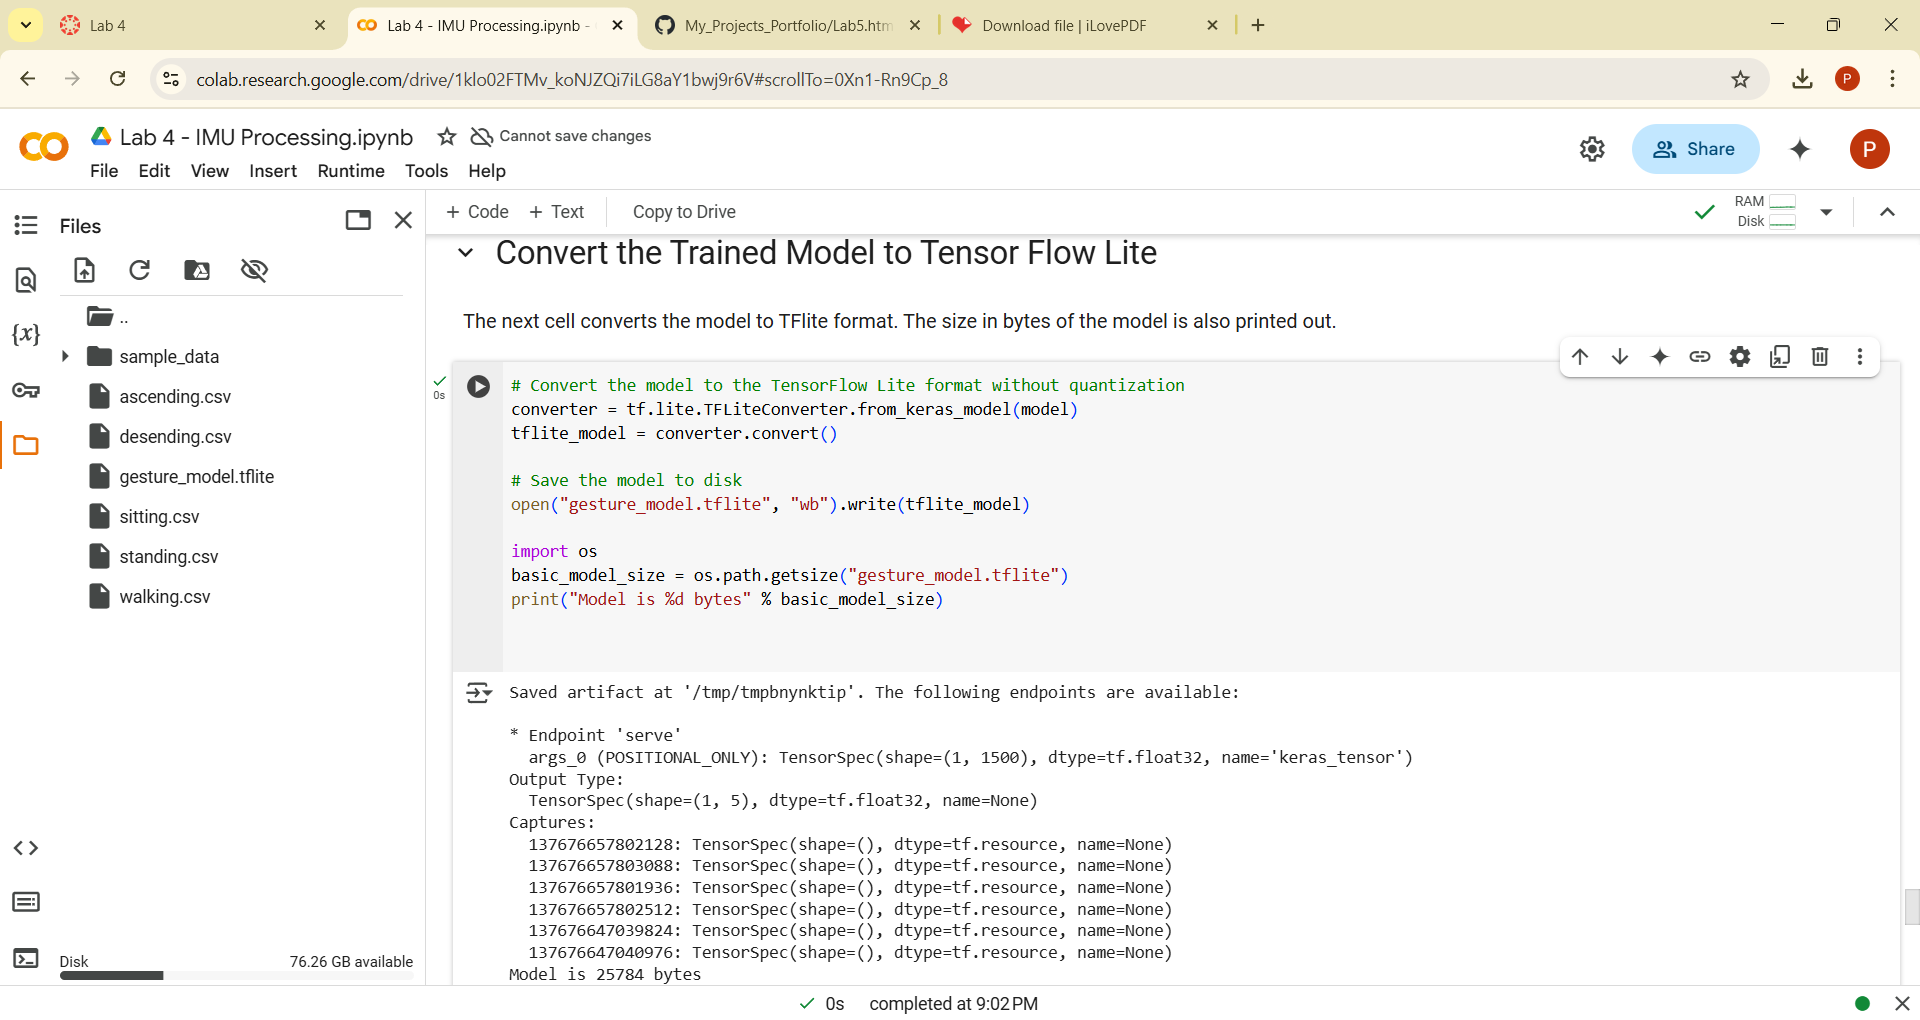 Lab 4
Lab 4 - IMU Processing.ipynb -
My_Projects_Portfolio/Lab5.htm
Download file | iLovePDF
colab.research.google.com/drive/1klo02FTMv_koNJZQi7iLG8aY1bwj9r6V#scrollTo=0Xn1-Rn9Cp_8
P
Lab 4 - IMU Processing.ipynb
Cannot save changes
File Edit View Insert Runtime Tools Help
Share
P
Files
+ Code + Text
Copy to Drive
RAM
Disk
..
sample_data
ascending.csv
desending.csv
gesture_model.tflite
sitting.csv
standing.csv
walking.csv
{x}
Disk
76.26 GB available
Convert the Trained Model to Tensor Flow Lite
The next cell converts the model to TFlite format. The size in bytes of the model is also printed out.
0s
# Convert the model to the TensorFlow Lite format without quantization
converter = tf.lite.TFLiteConverter.from_keras_model(model)
tflite_model = converter.convert()
# Save the model to disk
open("gesture_model.tflite", "wb").write(tflite_model)
import os
basic_model_size = os.path.getsize("gesture_model.tflite")
print("Model is %d bytes" % basic_model_size)
Saved artifact at '/tmp/tmpbnynktip'. The following endpoints are available:
* Endpoint 'serve'
args_0 (POSITIONAL_ONLY): TensorSpec(shape=(1, 1500), dtype=tf.float32, name='keras_tensor')
Output Type:
TensorSpec(shape=(1, 5), dtype=tf.float32, name=None)
Captures:
137676657802128: TensorSpec(shape=(), dtype=tf.resource, name=None)
137676657803088: TensorSpec(shape=(), dtype=tf.resource, name=None)
137676657801936: TensorSpec(shape=(), dtype=tf.resource, name=None)
137676657802512: TensorSpec(shape=(), dtype=tf.resource, name=None)
137676647039824: TensorSpec(shape=(), dtype=tf.resource, name=None)
137676647040976: TensorSpec(shape=(), dtype=tf.resource, name=None)
Model is 25784 bytes
0s completed at 9:02 PM